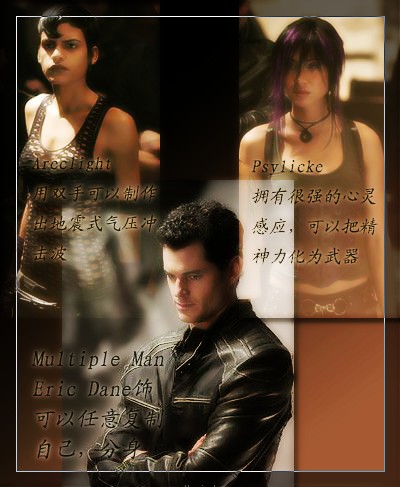 Arcclight
用双手可以制作
出地震式气压冲
击波
Psylicke
拥有很强的心灵
感应，可以把精
神力化为武器
Multiple Man
Eric Dane饰
可以任意复制
自己，分身